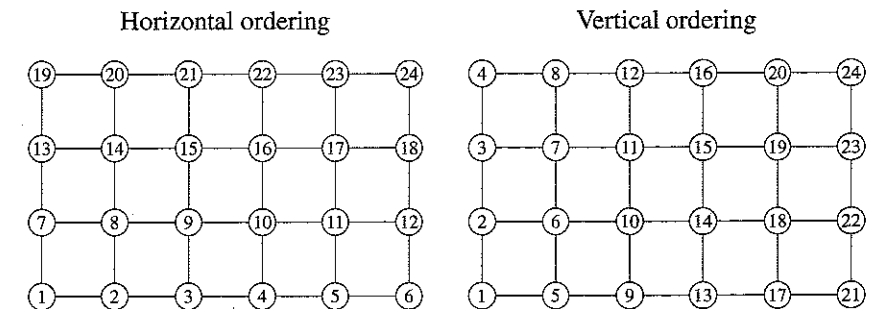 Horizontal ordering Vertical ordering
19 20 21 22 23 24 4 8 12 16 20 24
13 14 15 16 17 18 3 7 11 15 19 23
7 8 9 10 11 12 2 6 10 14 18 22
1 2 3 4 5 6 1 5 9 13 17 21